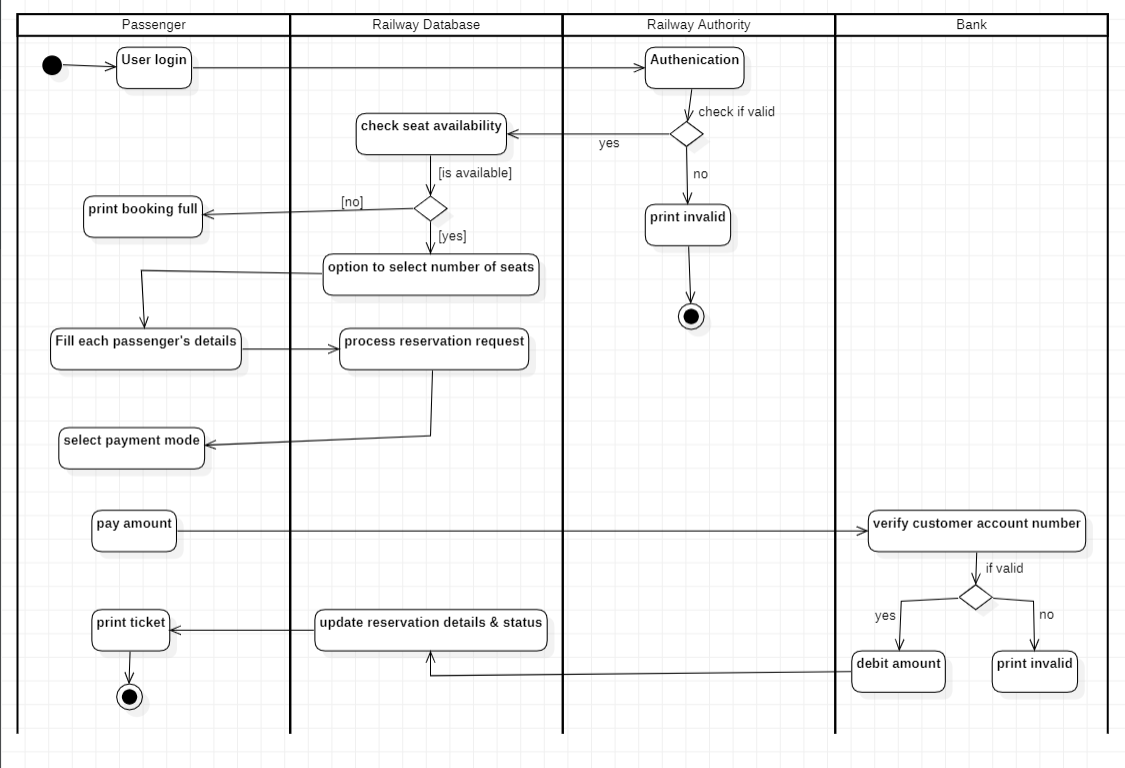 Passenger
Railway Database
Railway Authority
Bank
User login
Authenication
check if valid
check seat availability
yes
[is available]
no
[no]
print booking full
print invalid
[yes]
option to select number of seats
Fill each passenger's details
process reservation request
select payment mode
pay amount
verify customer account number
if valid
yes
no
print ticket
update reservation details & status
debit amount
print invalid